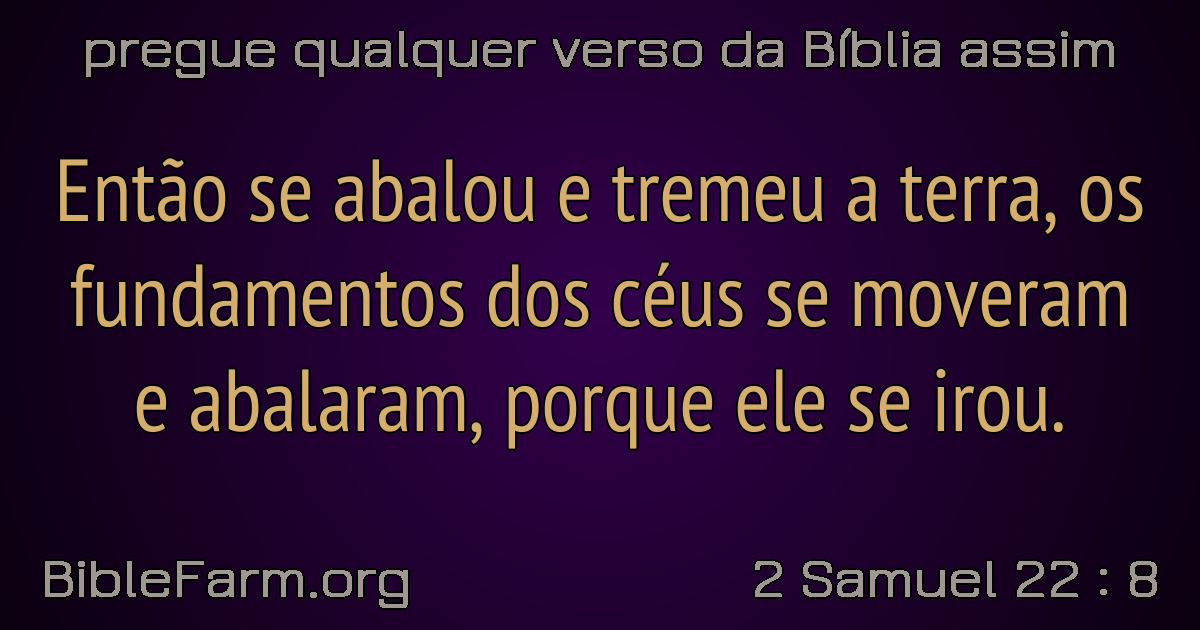 pregue qualquer verso da Bíblia assim
Então se abalou e tremeu a terra, os
fundamentos dos céus se moveram
e abalaram, porque ele se irou.
BibleFarm.org
2 Samuel 22 : 8